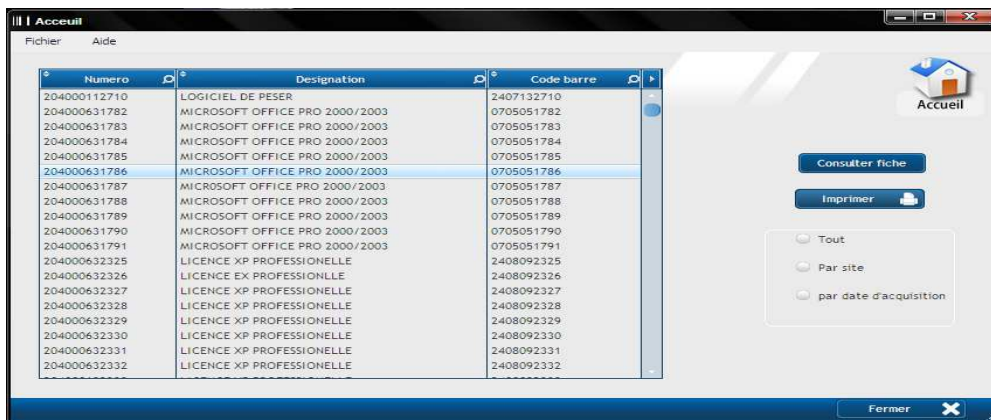 Acceuil
Fichier Aide
Numero Designation Code barre
204000112710 LOGICIEL DE PESER 2407132710
204000631782 MICROSOFT OFFICE PRO 2000/2003 0705051782
204000631783 MICROSOFT OFFICE PRO 2000/2003 0705051783
204000631784 MICROSOFT OFFICE PRO 2000/2003 0705051784
204000631785 MICROSOFT OFFICE PRO 2000/2003 0705051785
204000631786 MICROSOFT OFFICE PRO 2000/2003 0705051786
204000631787 MICR0SOFT OFFICE PRO 2000/2003 0705051787
204000631788 MICROSOFT OFFICE PRO 2000/2003 0705051788
204000631789 MICROSOFT OFFICE PRO 2000/2003 0705051789
204000631790 MICROSOFT OFFICE PRO 2000/2003 0705051790
204000631791 MICROSOFT OFFICE PRO 2000/2003 0705051791
204000632325 LICENCE XP PROFESSIONELLE 2408092325
204000632326 LICENCE EX PROFESSIONLLE 2408092326
204000632327 LICENCE XP PROFESSIONELLE 2408092327
204000632328 LICENCE XP PROFESSIONELLE 2408092328
204000632329 LICENCE XP PROFESSIONELLE 2408092329
204000632330 LICENCE XP PROFESSIONELLE 2408092330
204000632331 LICENCE XP PROFESSIONELLE 2408092331
204000632332 LICENCE XP PROFESSIONELLE 2408092332
Accueil
Consulter fiche
Imprimer
Tout
Par site
par date d'acquisition
Fermer